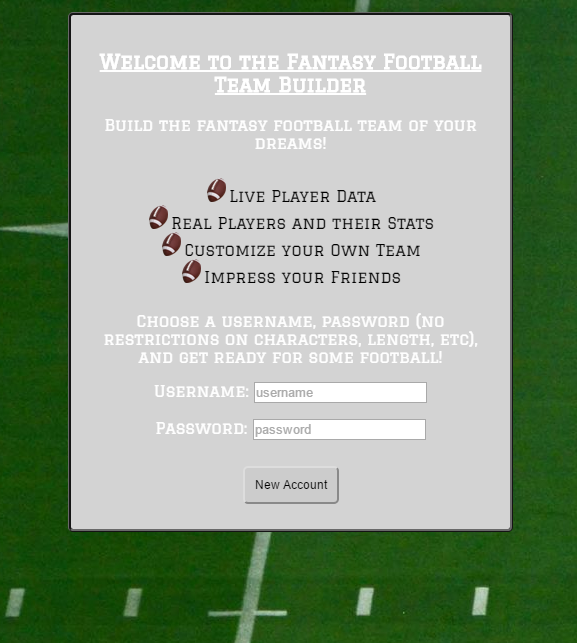 Welcome to the Fantasy Football
Team Builder
Build the fantasy football team of your
dreams!
Live Player Data
Real Players and their Stats
Customize your Own Team
Impress your Friends
Choose a username, password (no
restrictions on characters, length, etc),
and get ready for some football!
Username: username
Password: password
New Account